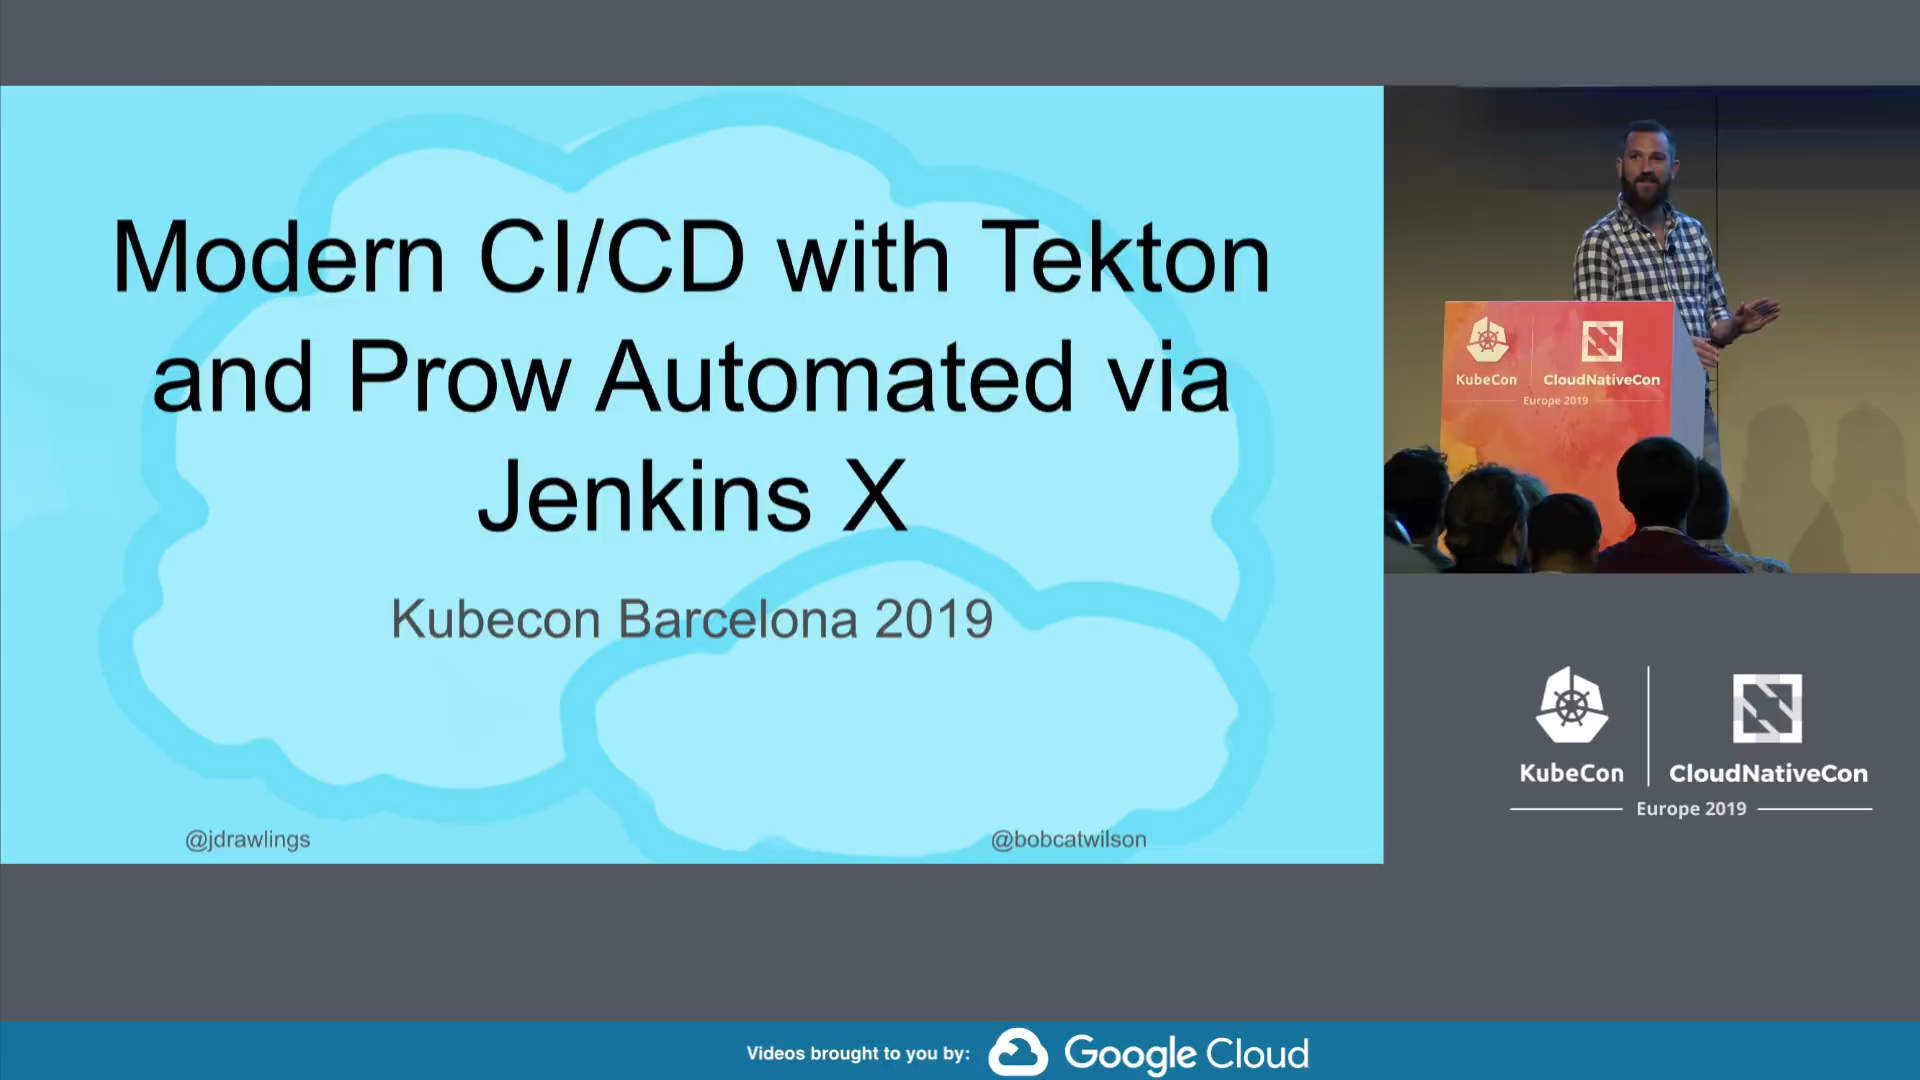 Modern CI/CD with Tekton
and Prow Automated via
Jenkins X
Kubecon Barcelona 2019
@jdrawlings
@bobcatwilson
KubeCon
CloudNativeCon
Europe 2019
KubeCon
CloudNativeCon
Europe 2019
Videos brought to you by:
Google Cloud